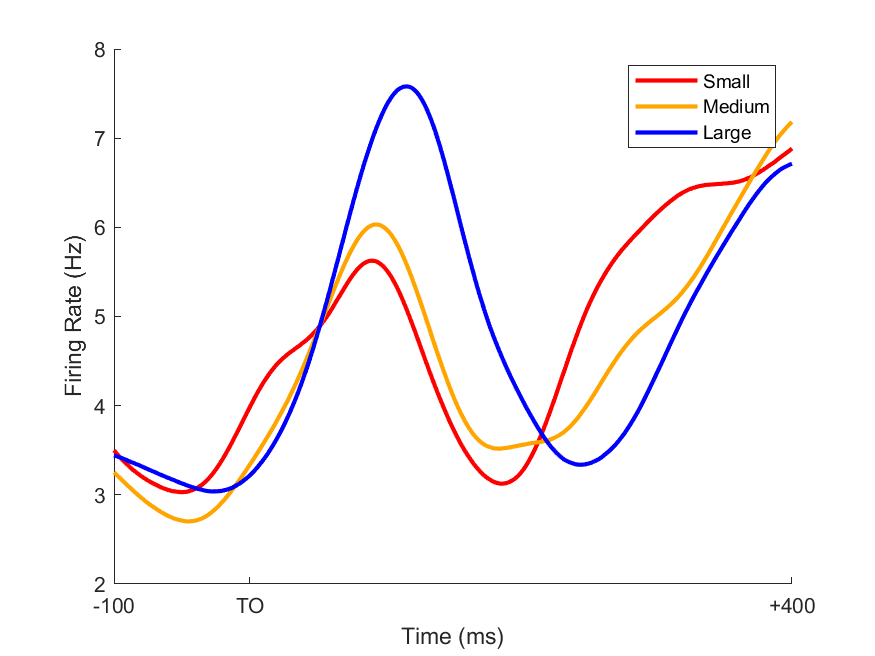 8
7
6
5
4
3
2
Firing Rate (Hz)
Small
Medium
Large
-100
TO
+400
Time (ms)